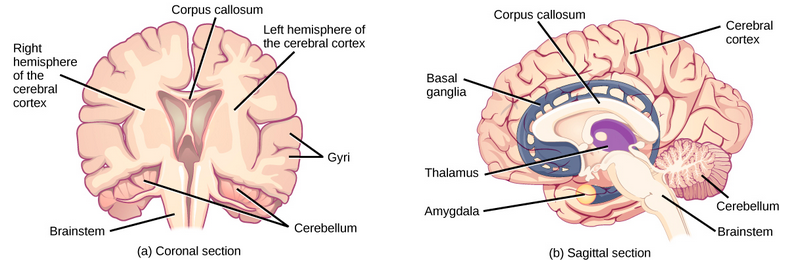 Corpus callosum
Left hemisphere of
the cerebral cortex
Right
hemisphere
of the
cerebral
cortex
Gyri
Cerebellum
Brainstem
(a) Coronal section
Corpus callosum
Cerebral
cortex
Basal
ganglia
Thalamus
Amygdala
Cerebellum
Brainstem
(b) Sagittal section